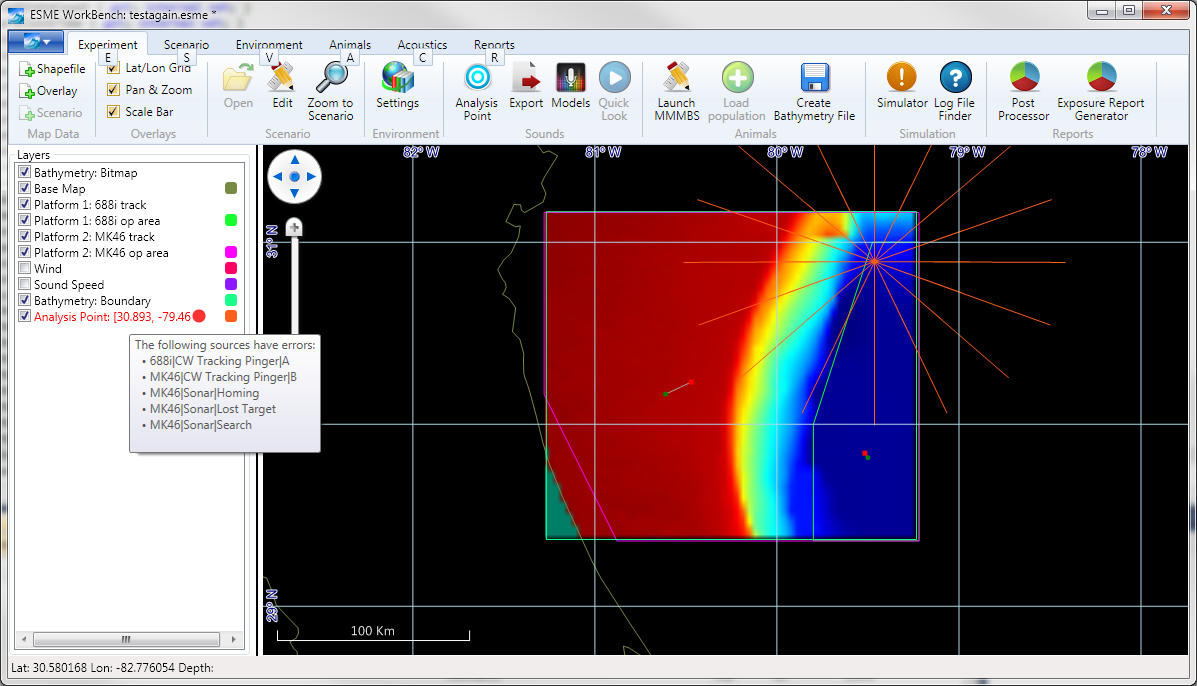 ESME WorkBench: testagain.esme *
Experiment Scenario Environment Animals Acoustics Reports
E S V A C R
Shapefile
Overlay
Scenario
Map Data
Lat/Lon Grid
Pan & Zoom
Scale Bar
Overlays
Open
Edit
Zoom to
Scenario
Scenario
Settings
Environment
Analysis
Point
Export
Models
Quick
Look
Sounds
Launch
MMMBS
Load
population
Create
Bathymetry File
Animals
Simulator
Log File
Finder
Simulation
Post
Processor
Exposure Report
Generator
Reports
Layers
Bathymetry: Bitmap
Base Map
Platform 1: 688i track
Platform 1: 688i op area
Platform 2: MK46 track
Platform 2: MK46 op area
Wind
Sound Speed
Bathymetry: Boundary
Analysis Point: [30.893, -79.46
The following sources have errors:
• 688i|CW Tracking Pinger|A
• MK46|CW Tracking Pinger|B
• MK46|Sonar|Homing
• MK46|Sonar|Lost Target
• MK46|Sonar|Search
82° W 81° W 80° W 79° W 78° W
31° N
29° N
100 Km
Lat: 30.580168 Lon: -82.776054 Depth: